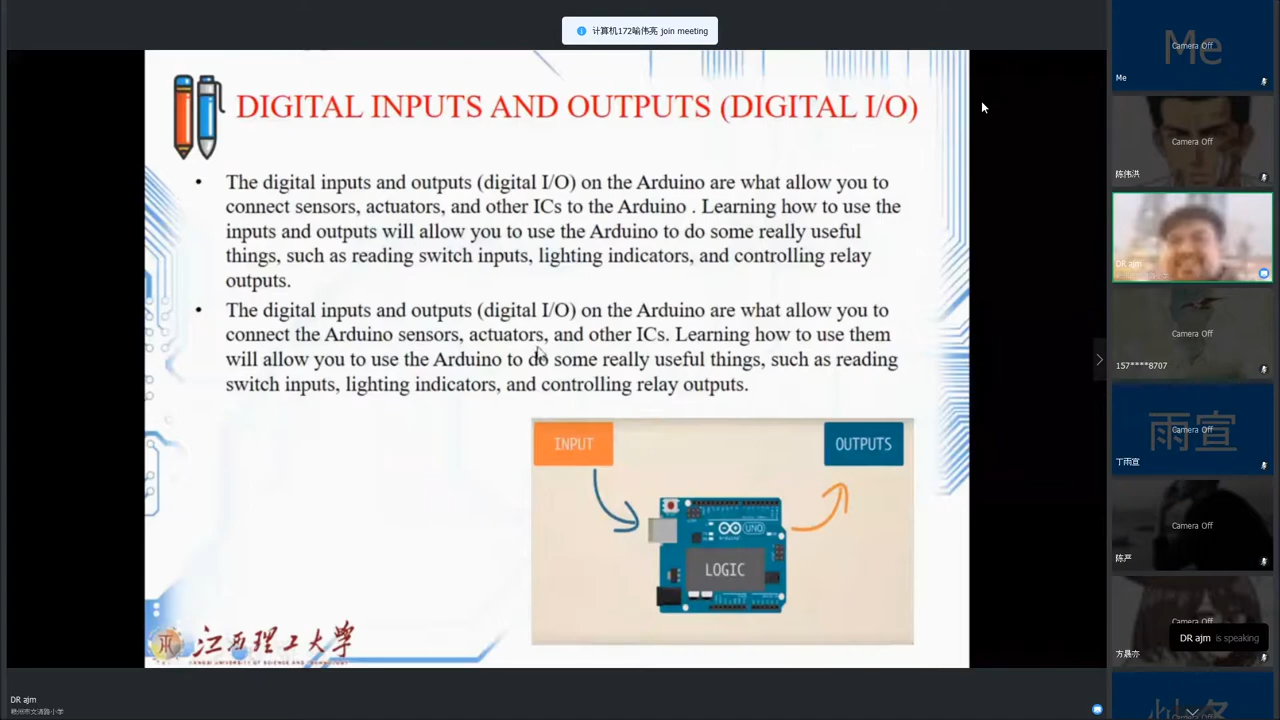 计算机172喻伟亮 join meeting
DIGITAL INPUTS AND OUTPUTS (DIGITAL I/O)
• The digital inputs and outputs (digital I/O) on the Arduino are what allow you to
connect sensors, actuators, and other ICs to the Arduino . Learning how to use the
inputs and outputs will allow you to use the Arduino to do some really useful
things, such as reading switch inputs, lighting indicators, and controlling relay
outputs.
• The digital inputs and outputs (digital I/O) on the Arduino are what allow you to
connect the Arduino sensors, actuators, and other ICs. Learning how to use them
will allow you to use the Arduino to do some really useful things, such as reading
switch inputs, lighting indicators, and controlling relay outputs.
INPUT
OUTPUTS
UNO
ARDUINO
LOGIC
江西理工大学
JIANGXI UNIVERSITY OF SCIENCE AND TECHNOLOGY
DR ajm
赣州市文清路小学
Me
Camera Off
Me
Camera Off
陈伟洪
DR ajm
Camera Off
157****8707
雨宣
Camera Off
丁雨宣
Camera Off
陈严
Camera Off
DR ajm is speaking
方晨亦
Camera Off